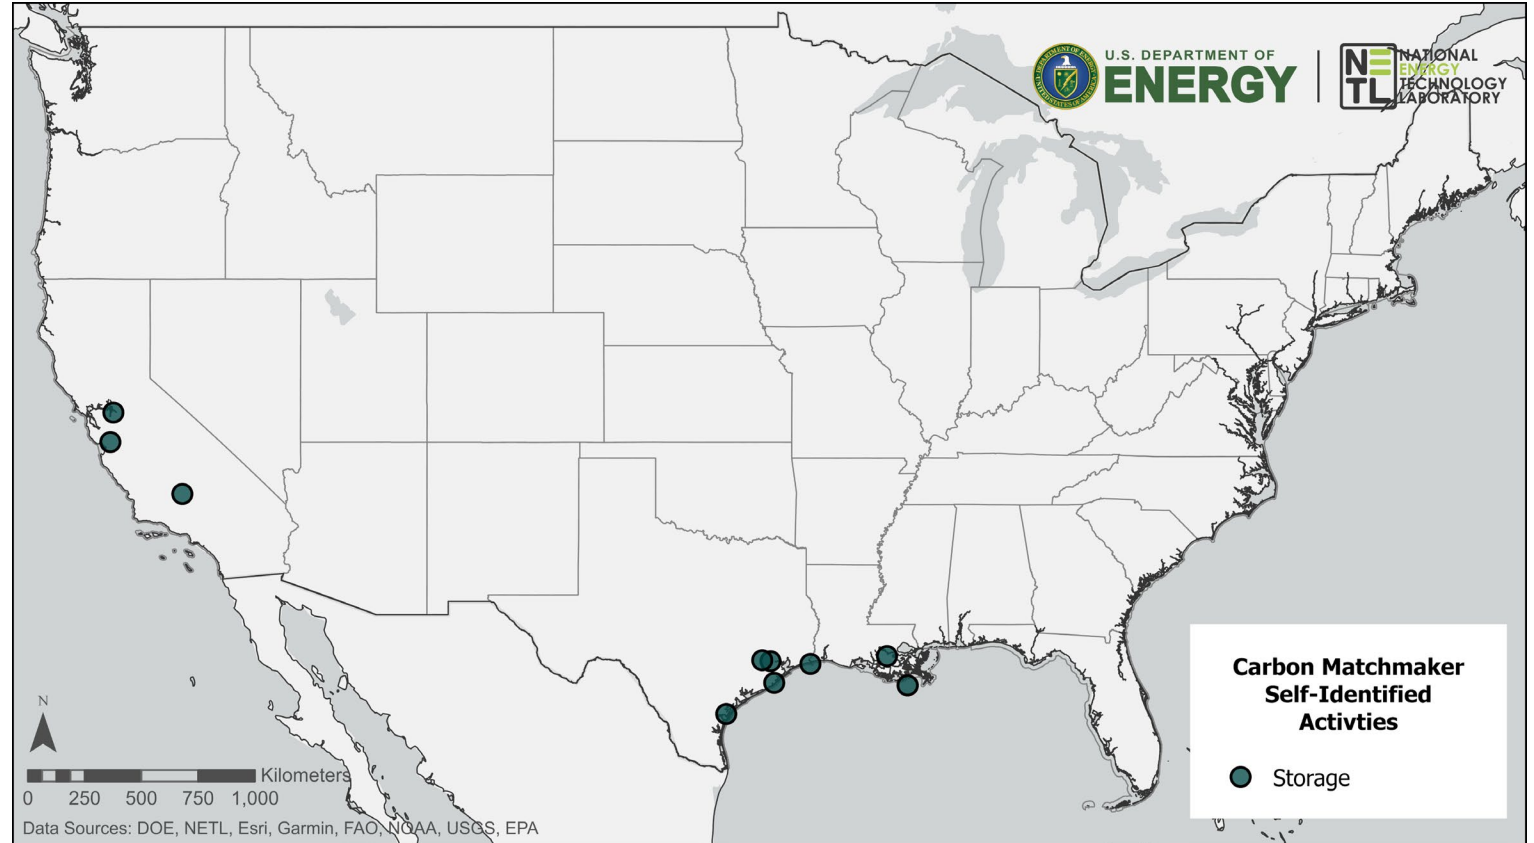 U.S. DEPARTMENT OF
ENERGY
NETL
NATIONAL
ENERGY
TECHNOLOGY
LABORATORY
Carbon Matchmaker
Self-Identified
Activties
Storage
N
Kilometers
0 250 500 750 1,000
Data Sources: DOE, NETL, Esri, Garmin, FAO, NOAA, USGS, EPA